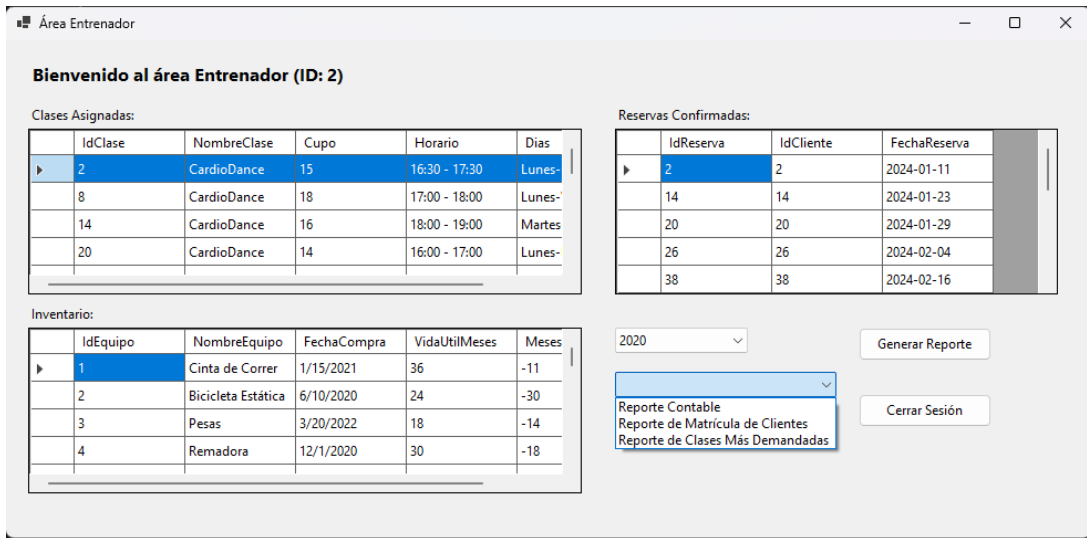 Área Entrenador
Bienvenido al área Entrenador (ID: 2)
Clases Asignadas:
IdClase NombreClase Cupo Horario Dias
2 CardioDance 15 16:30 - 17:30 Lunes-
8 CardioDance 18 17:00 - 18:00 Lunes-
14 CardioDance 16 18:00 - 19:00 Martes
20 CardioDance 14 16:00 - 17:00 Lunes-
Reservas Confirmadas:
IdReserva IdCliente FechaReserva
2 2 2024-01-11
14 14 2024-01-23
20 20 2024-01-29
26 26 2024-02-04
38 38 2024-02-16
Inventario:
IdEquipo NombreEquipo FechaCompra VidaUtilMeses Meses
1 Cinta de Correr 1/15/2021 36 -11
2 Bicicleta Estática 6/10/2020 24 -30
3 Pesas 3/20/2022 18 -14
4 Remadora 12/1/2020 30 -18
2020
Generar Reporte
Reporte Contable
Reporte de Matrícula de Clientes
Reporte de Clases Más Demandadas
Cerrar Sesión